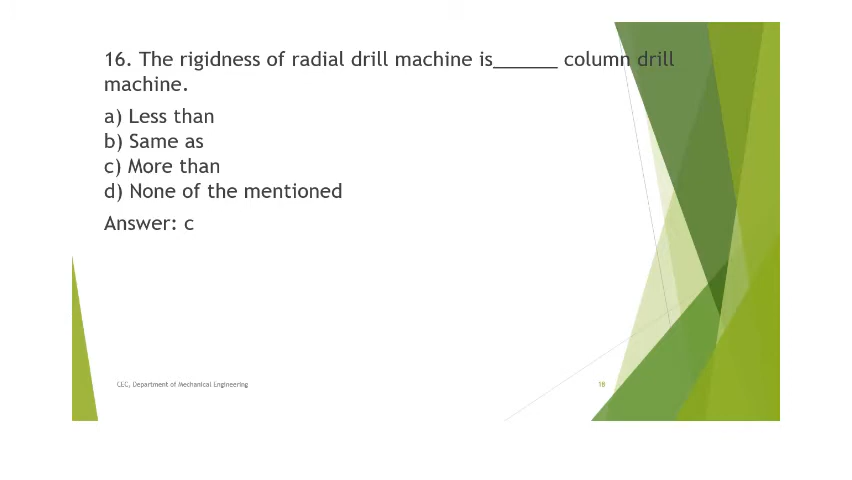 16. The rigidness of radial drill machine is______ column drill
machine.
a) Less than
b) Same as
c) More than
d) None of the mentioned
Answer: c
CEC, Department of Mechanical Engineering
18